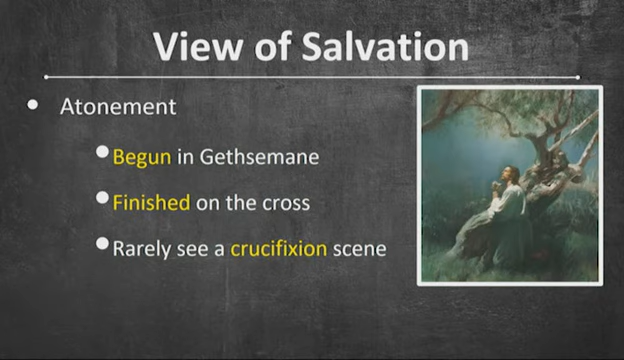 View of Salvation
Atonement
Begun in Gethsemane
Finished on the cross
Rarely see a crucifixion scene